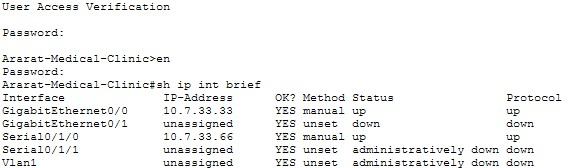 User Access Verification
Password:
Ararat-Medical-Clinic>en
Password:
Ararat-Medical-Clinic#sh ip int brief
Interface IP-Address OK? Method Status Protocol
GigabitEthernet0/0 10.7.33.33 YES manual up up
GigabitEthernet0/1 unassigned YES unset down down
Serial0/1/0 10.7.33.66 YES manual up up
Serial0/1/1 unassigned YES unset administratively down down
Vlan1 unassigned YES unset administratively down down